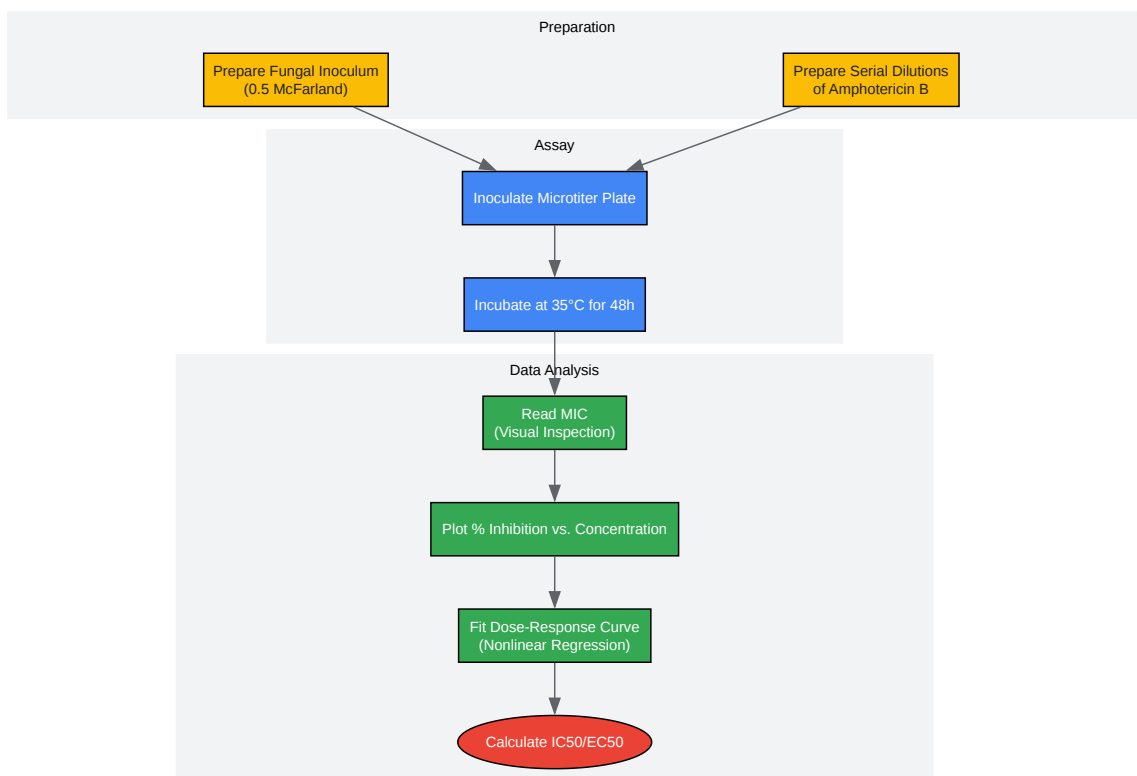 Preparation
Prepare Fungal Inoculum
(0.5 McFarland)
Prepare Serial Dilutions
of Amphotericin B
Assay
Inoculate Microtiter Plate
Incubate at 35°C for 48h
Data Analysis
Read MIC
(Visual Inspection)
Plot % Inhibition vs. Concentration
Fit Dose-Response Curve
(Nonlinear Regression)
Calculate IC50/EC50